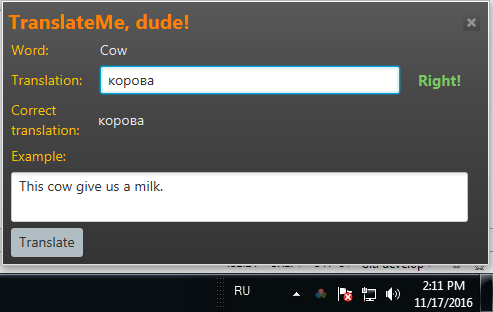 TranslateMe, dude!
Word: Cow
Translation: корова Right!
Correct translation: корова
Example:
This cow give us a milk.
Translate
RU
2:11 PM
11/17/2016